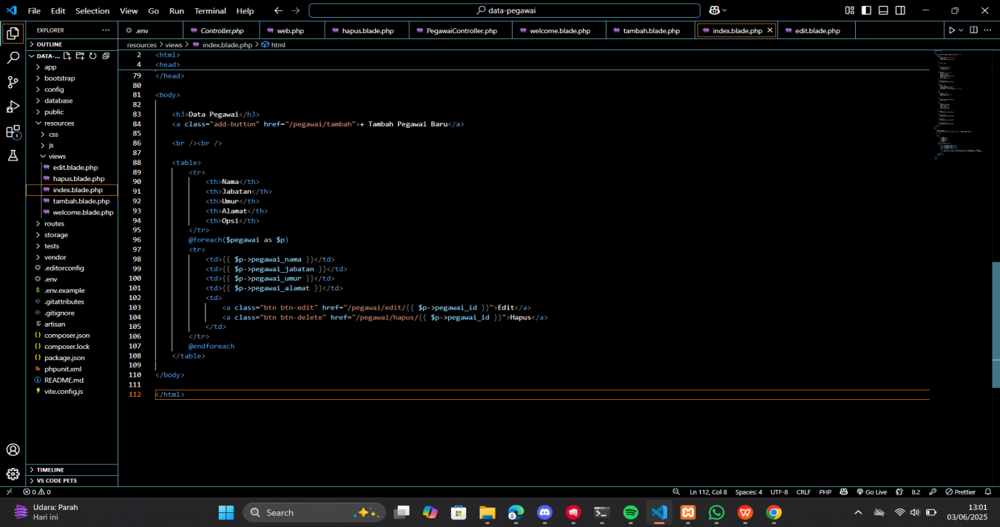 File Edit Selection View Go Run Terminal Help
data-pegawai
EXPLORER
OUTLINE
DATA-...
app
bootstrap
config
database
public
resources
css
js
views
edit.blade.php
hapus.blade.php
index.blade.php
tambah.blade.php
welcome.blade.php
routes
storage
tests
vendor
.editorconfig
.env
.env.example
.gitattributes
.gitignore
artisan
composer.json
composer.lock
package.json
phpunit.xml
README.md
vite.config.js
TIMELINE
VS CODE PETS
1
.env Controller.php web.php hapus.blade.php PegawaiController.php welcome.blade.php tambah.blade.php index.blade.php edit.blade.php
resources > views > index.blade.php > html
2 <html>
4 <head>
79 </head>
80
81 <body>
82
83 <h3>Data Pegawai</h3>
84 <a class="add-button" href="/pegawai/tambah">+ Tambah Pegawai Baru</a>
85
86 <br /><br />
87
88 <table>
89 <tr>
90 <th>Nama</th>
91 <th>Jabatan</th>
92 <th>Umur</th>
93 <th>Alamat</th>
94 <th>Opsi</th>
95 </tr>
96 @foreach($pegawai as $p)
97 <tr>
98 <td>{{ $p->pegawai_nama }}</td>
99 <td>{{ $p->pegawai_jabatan }}</td>
100 <td>{{ $p->pegawai_umur }}</td>
101 <td>{{ $p->pegawai_alamat }}</td>
102 <td>
103 <a class="btn btn-edit" href="/pegawai/edit/{{ $p->pegawai_id }}">Edit</a>
104 <a class="btn btn-delete" href="/pegawai/hapus/{{ $p->pegawai_id }}">Hapus</a>
105 </td>
106 </tr>
107 @endforeach
108 </table>
109
110 </body>
111
112 </html>
0 0
Ln 112, Col 8 Spaces: 4 UTF-8 CRLF PHP Go Live 8.2 Prettier
Udara: Parah
Hari ini
Search
13:01
03/06/2025